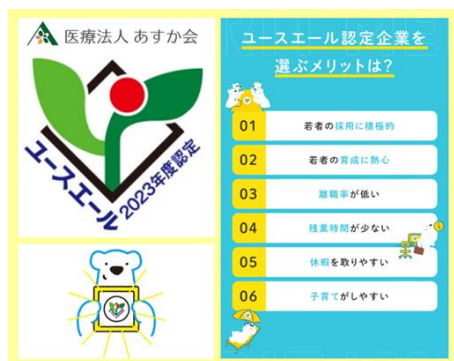 医療法人 あすか会
ユースエール
2023年度認定
ユースエール認定企業を
選ぶメリットは?
01 若者の採用に積極的
02 若者の育成に熱心
03 離職率が低い
04 残業時間が少ない
05 休暇を取りやすい
06 子育てがしやすい